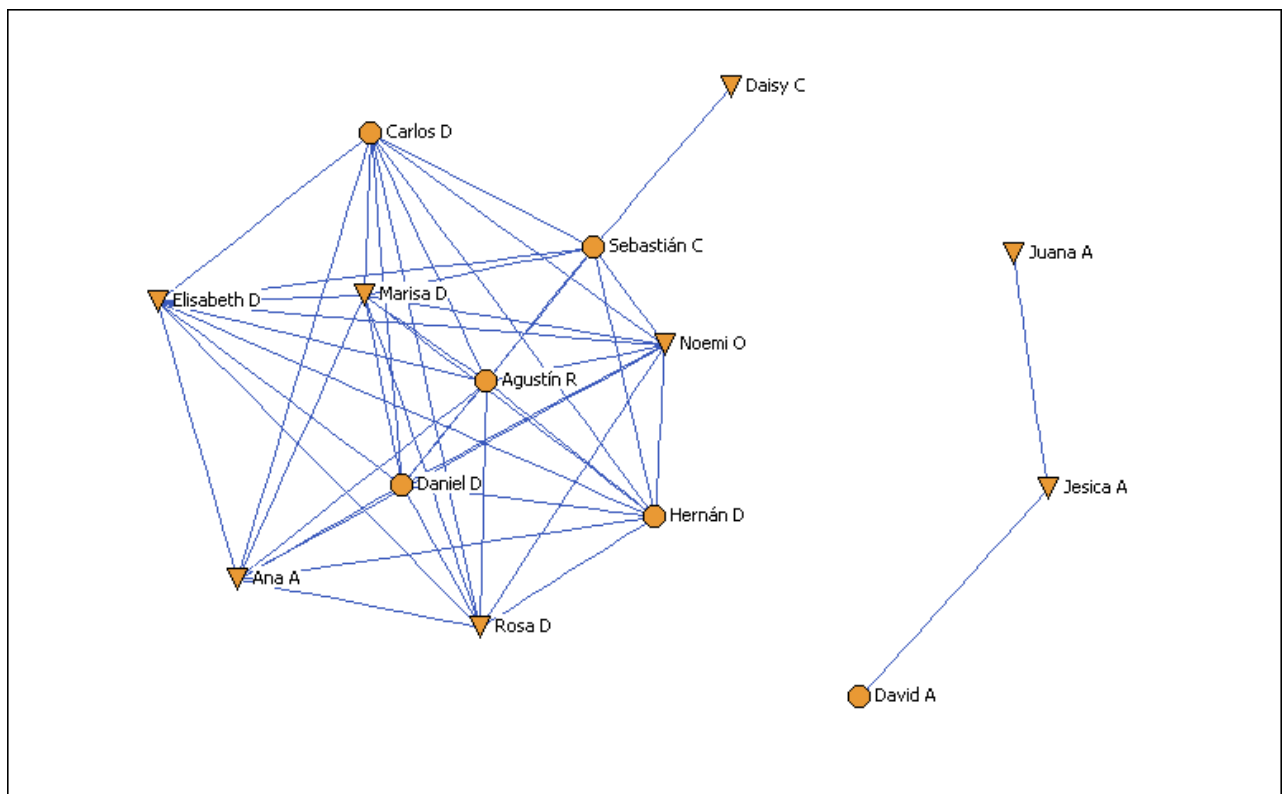 Daisy C
Carlos D
Sebastián C
Juana A
Elisabeth D
Marisa D
Noemi O
Agustín R
Daniel D
Jesica A
Hernán D
Ana A
Rosa D
David A